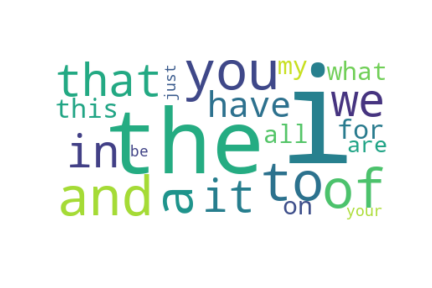 that
just
you
my
what
this
have
we
the
i
all
for
are
in
be
to
of
and
a
it
on
your